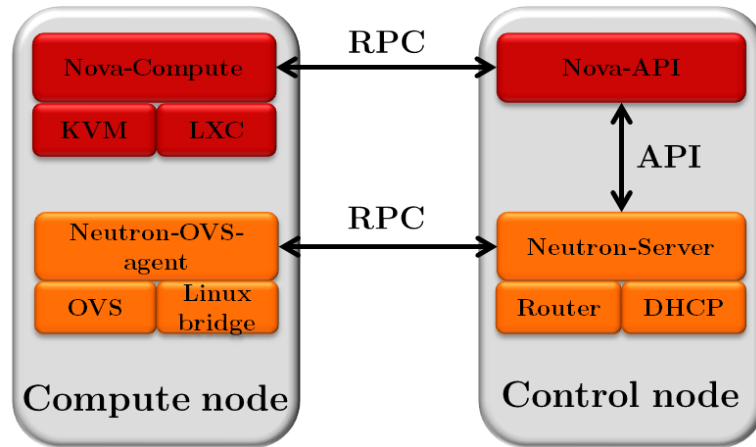 RPC
Nova-Compute
Nova-API
KVM
LXC
API
RPC
Neutron-OVS-
agent
Neutron-Server
OVS
Linux
bridge
Router
DHCP
Compute node
Control node